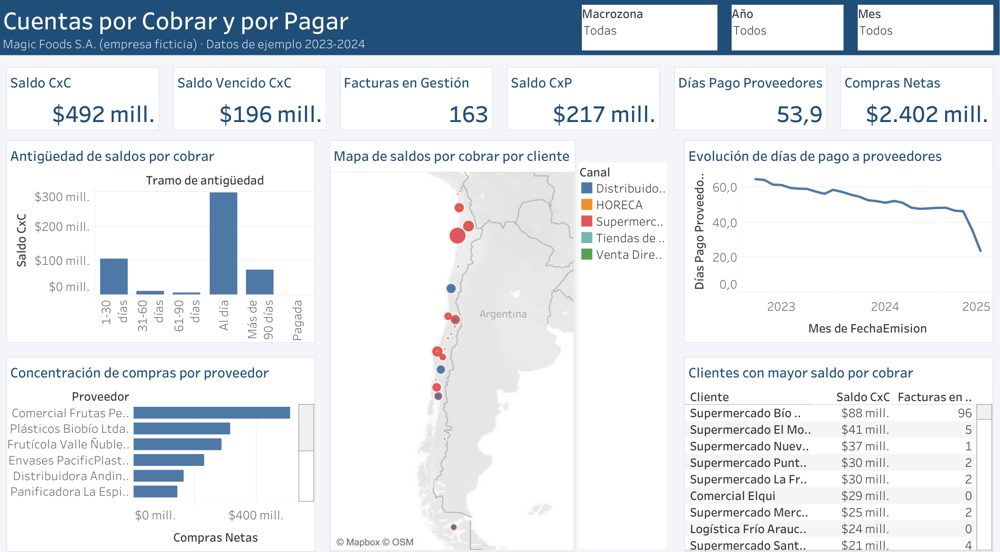 Cuentas por Cobrar y por Pagar
Magic Foods S.A. (empresa ficticia) · Datos de ejemplo 2023-2024
Macrozona
Todas
Año
Todos
Mes
Todos
Saldo CxC
$492 mill.
Saldo Vencido CxC
$196 mill.
Facturas en Gestión
163
Saldo CxP
$217 mill.
Días Pago Proveedores
53,9
Compras Netas
$2.402 mill.
Antigüedad de saldos por cobrar
Tramo de antigüedad
Saldo CxC
$300 mill.
$200 mill.
$100 mill.
$0 mill.
1-30 días
31-60 días
61-90 días
Al día
Más de 90 días
Pagada
Mapa de saldos por cobrar por cliente
Argentina
© Mapbox © OSM
Canal
Distribuido..
HORECA
Supermerc..
Tiendas de ..
Venta Dire..
Evolución de días de pago a proveedores
Días Pago Proveedo..
60,0
40,0
20,0
0,0
2023
2024
2025
Mes de FechaEmision
Concentración de compras por proveedor
Proveedor
Comercial Frutas Pe..
Plásticos Biobío Ltda.
Frutícola Valle Ñuble..
Envases PacificPlast..
Distribuidora Andin..
Panificadora La Espi..
$0 mill.
$400 mill.
Compras Netas
Clientes con mayor saldo por cobrar
Cliente Saldo CxC Facturas en ..
Supermercado Bío .. $88 mill. 96
Supermercado El Mo.. $41 mill. 5
Supermercado Nuev.. $37 mill. 1
Supermercado Punt.. $30 mill. 2
Supermercado La Fr.. $30 mill. 2
Comercial Elqui $29 mill. 0
Supermercado Merc.. $25 mill. 2
Logística Frío Arauc.. $24 mill. 0
Supermercado Sant.. $21 mill. 4